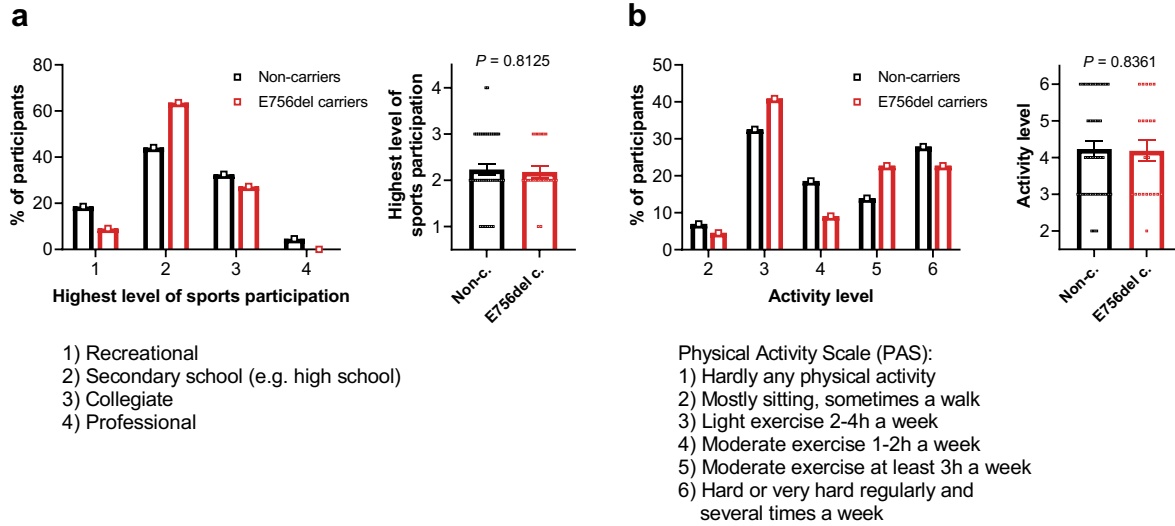 a
% of participants
80
60
40
20
0
Non-carriers
E756del carriers
1
2
3
4
Highest level of sports participation
P = 0.8125
Highest level of
sports participation
4
3
2
1
Non-c.
E756del c.
1) Recreational
2) Secondary school (e.g. high school)
3) Collegiate
4) Professional
b
% of participants
50
40
30
20
10
0
Non-carriers
E756del carriers
2
3
4
5
6
Activity level
P = 0.8361
Activity level
6
5
4
3
2
Non-c.
E756del c.
Physical Activity Scale (PAS):
1) Hardly any physical activity
2) Mostly sitting, sometimes a walk
3) Light exercise 2-4h a week
4) Moderate exercise 1-2h a week
5) Moderate exercise at least 3h a week
6) Hard or very hard regularly and
several times a week